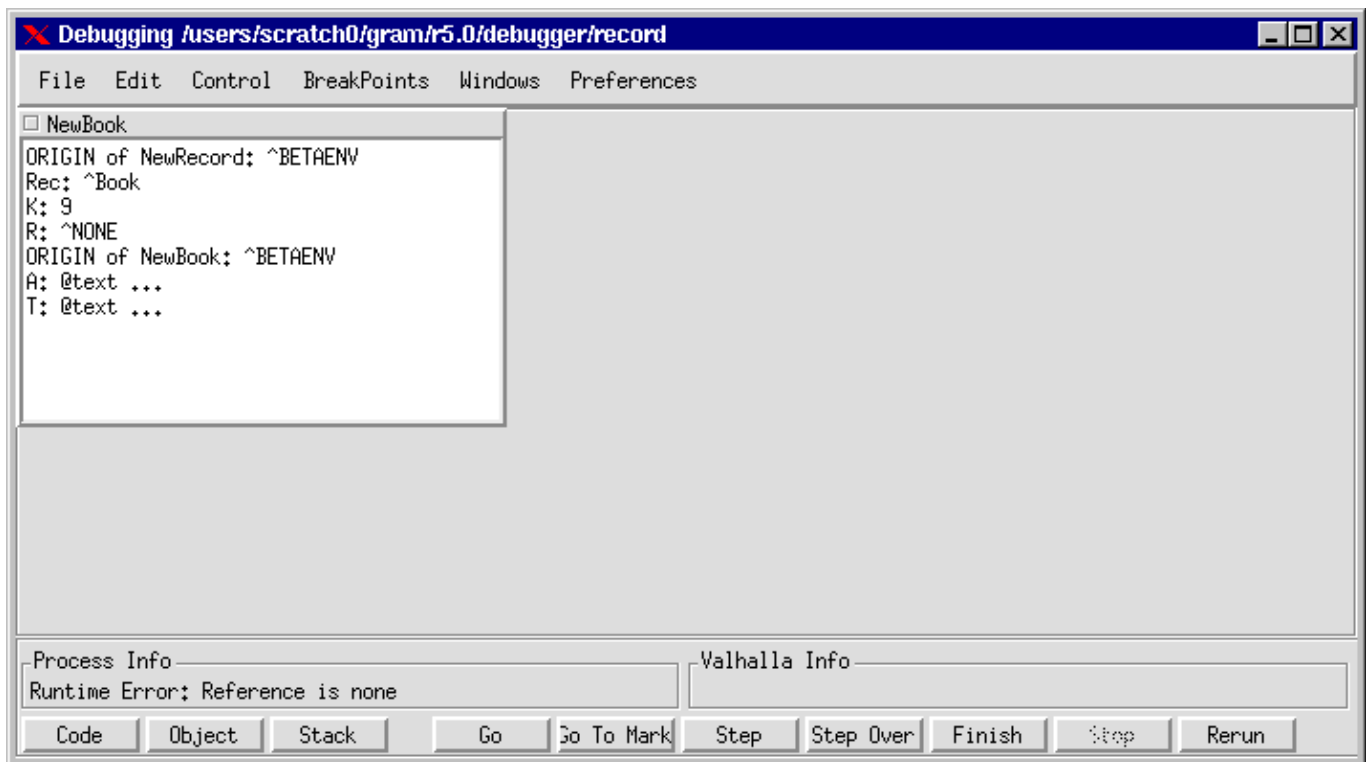 Debugging /users/scratch0/gram/r5.0/debugger/record
File Edit Control BreakPoints Windows Preferences
NewBook
ORIGIN of NewRecord: ^BETAENV
Rec: ^Book
K: 9
R: ^NONE
ORIGIN of NewBook: ^BETAENV
A: @text ...
T: @text ...
Process Info Valhalla Info
Runtime Error: Reference is none
Code Object Stack Go Go To Mark Step Step Over Finish Stop Rerun